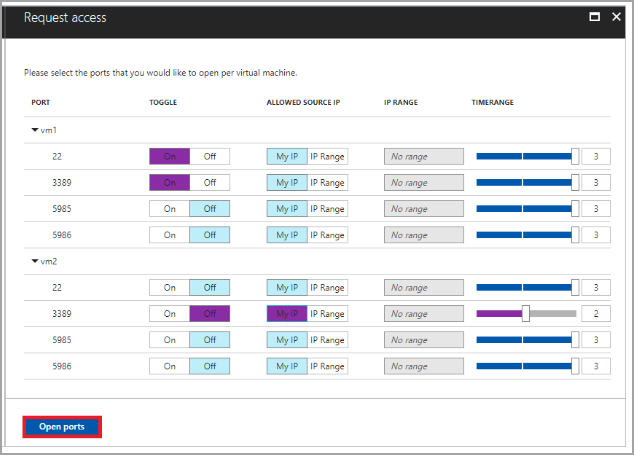 Request access
Please select the ports that you would like to open per virtual machine.
PORT TOGGLE ALLOWED SOURCE IP IP RANGE TIMERANGE
vm1
22 On Off My IP IP Range No range 3
3389 On Off My IP IP Range No range 3
5985 On Off My IP IP Range No range 3
5986 On Off My IP IP Range No range 3
vm2
22 On Off My IP IP Range No range 3
3389 On Off My IP IP Range No range 2
5985 On Off My IP IP Range No range 3
5986 On Off My IP IP Range No range 3
Open ports